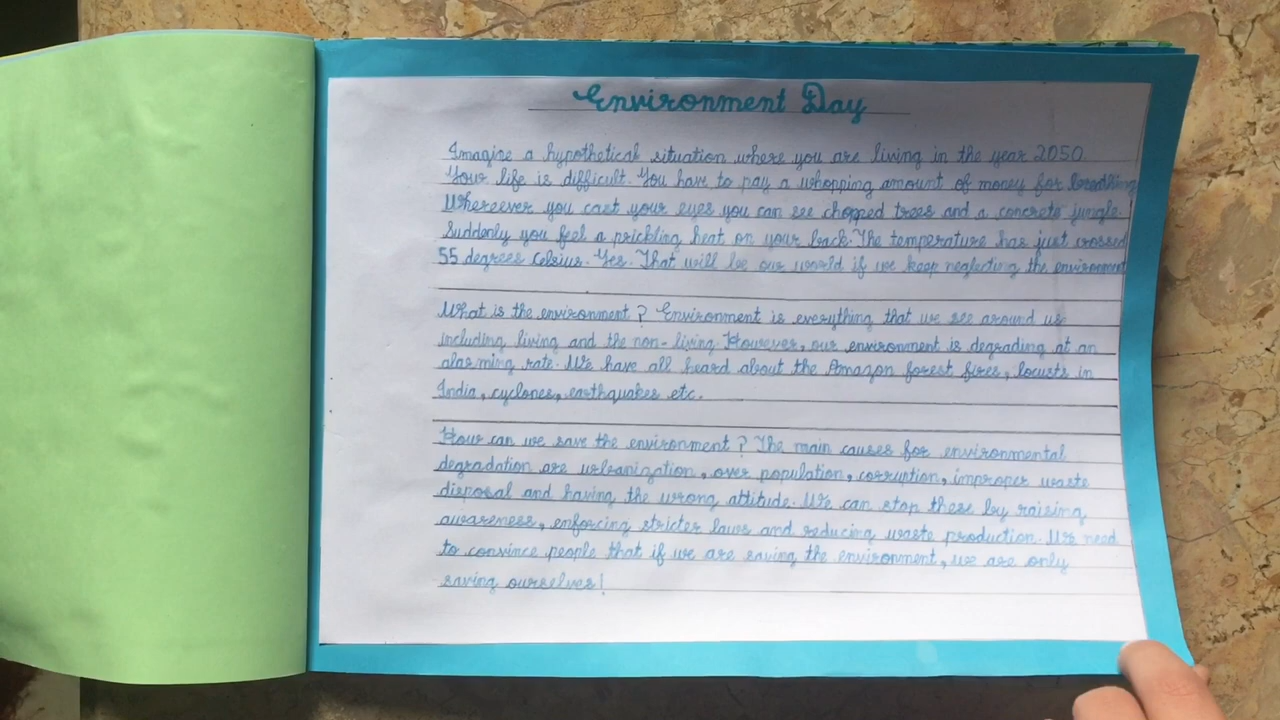 Environment Day
Imagine a hypothetical situation where you are living in the year 2050.
Your life is difficult. You have to pay a whopping amount of money for breathing.
Whereever you cast your eyes you can see chopped trees and a concrete jungle.
Suddenly you feel a prickling heat on your back. The temperature has just crossed
55 degrees Celsius. Yes. That will be our world if we keep neglecting the environment
What is the environment? Environment is everything that we see around us
including living and the non-living. However, our environment is degrading at an
alarming rate. We have all heard about the Amazon forest fires, locusts in
India, cyclones, earthquakes etc.
How can we save the environment? The main causes for environmental
degradation are urbanization, over population, corruption, improper waste
disposal and having the wrong attitude. We can stop these by raising
awareness, enforcing stricter laws and reducing waste production. We need
to convince people that if we are saving the environment, we are only
saving ourselves!